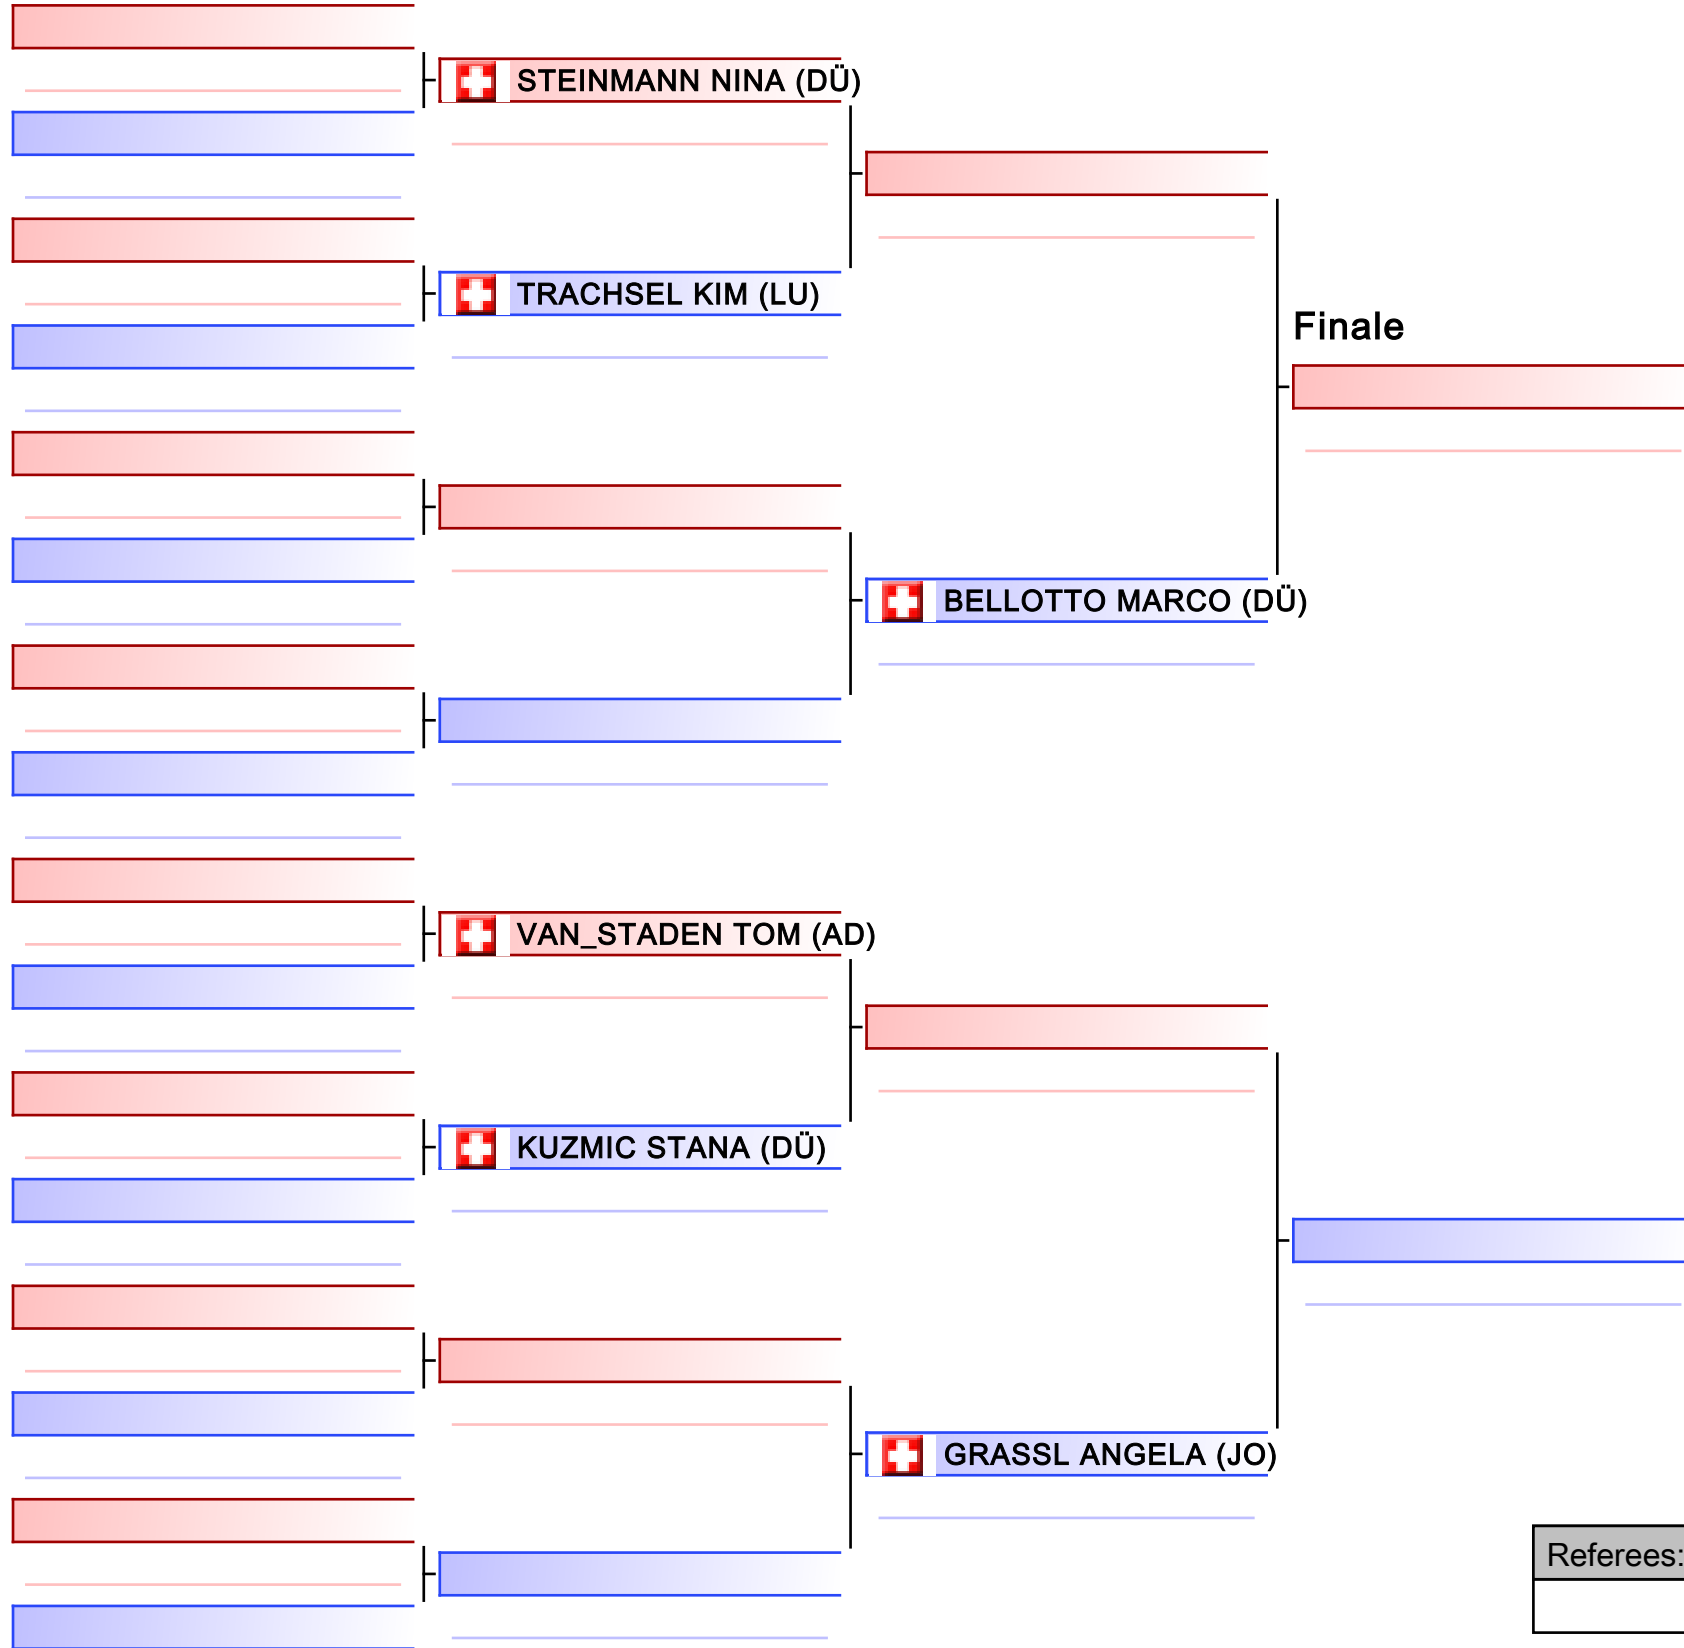 STEINMANN NINA (DÜ)
TRACHSEL KIM (LU)
Finale
BELLOTTO MARCO (DÜ)
VAN_STADEN TOM (AD)
KUZMIC STANA (DÜ)
GRASSL ANGELA (JO)
Referees: